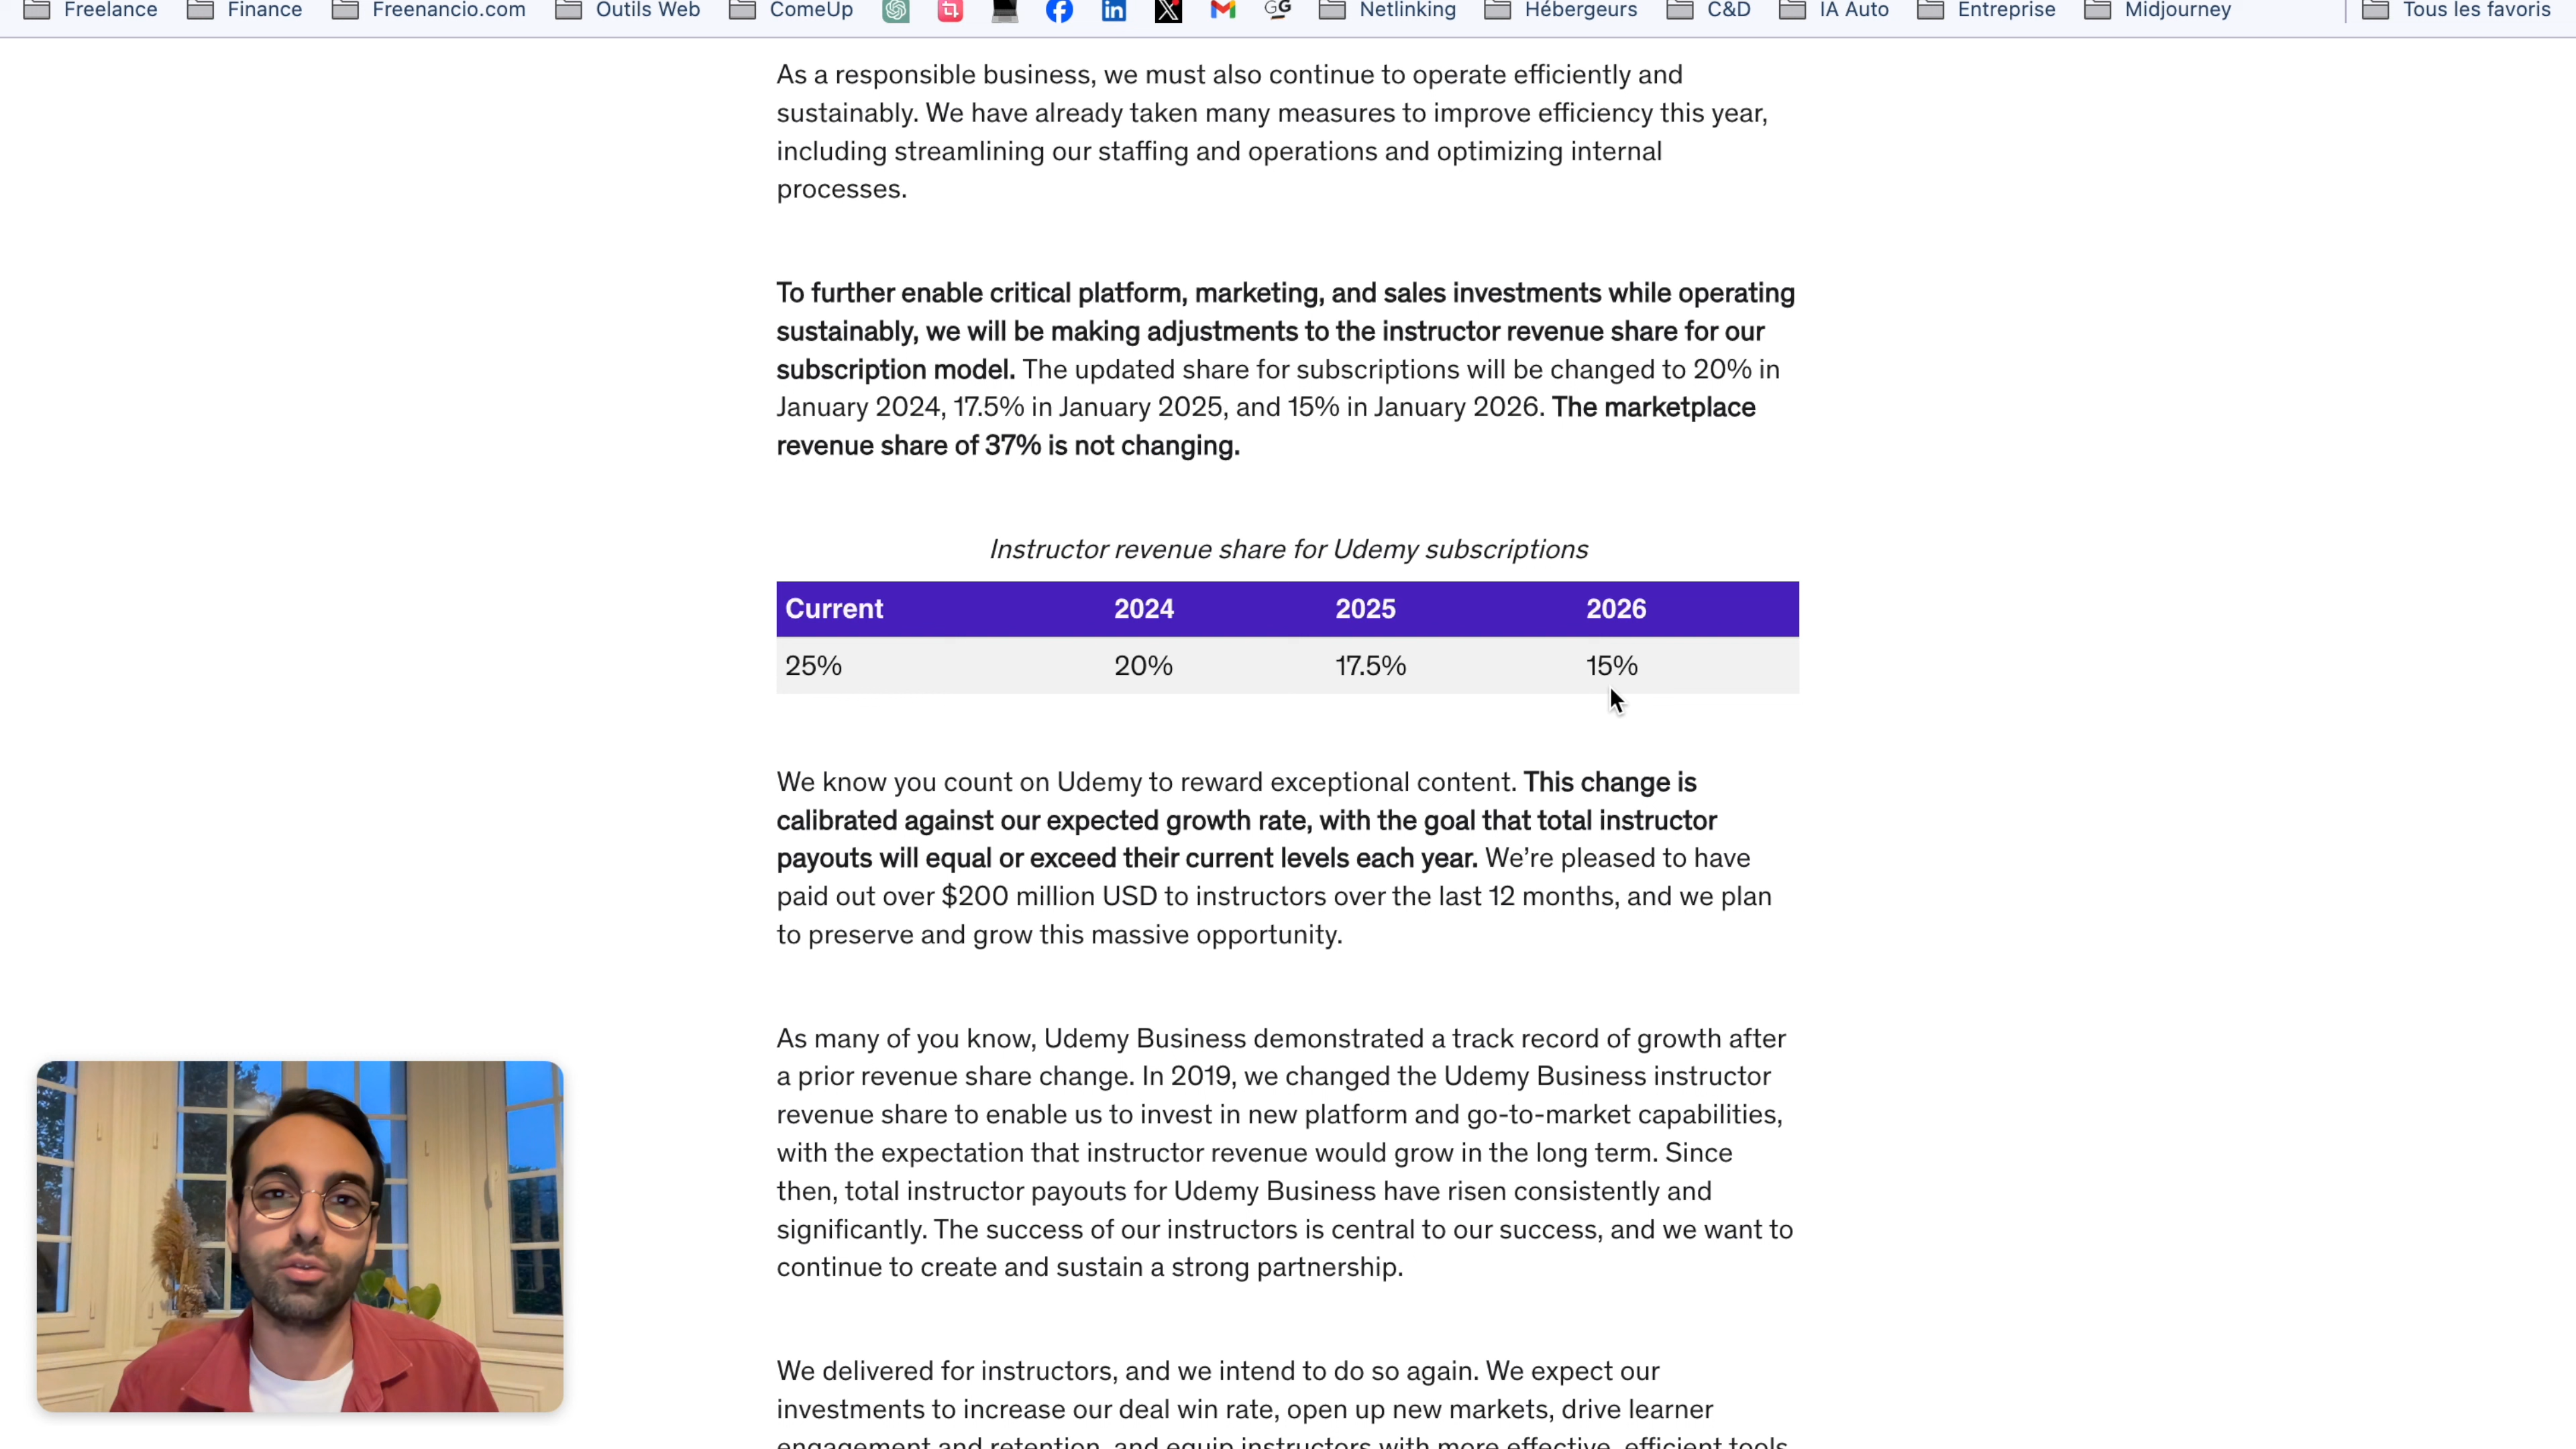 Freelance Finance Freenancio.com Outils Web ComeUp Netlinking Hébergeurs C&D IA Auto Entreprise Midjourney Tous les favoris
As a responsible business, we must also continue to operate efficiently and
sustainably. We have already taken many measures to improve efficiency this year,
including streamlining our staffing and operations and optimizing internal
processes.
To further enable critical platform, marketing, and sales investments while operating
sustainably, we will be making adjustments to the instructor revenue share for our
subscription model. The updated share for subscriptions will be changed to 20% in
January 2024, 17.5% in January 2025, and 15% in January 2026. The marketplace
revenue share of 37% is not changing.
Instructor revenue share for Udemy subscriptions
Current 2024 2025 2026
25% 20% 17.5% 15%
We know you count on Udemy to reward exceptional content. This change is
calibrated against our expected growth rate, with the goal that total instructor
payouts will equal or exceed their current levels each year. We’re pleased to have
paid out over $200 million USD to instructors over the last 12 months, and we plan
to preserve and grow this massive opportunity.
As many of you know, Udemy Business demonstrated a track record of growth after
a prior revenue share change. In 2019, we changed the Udemy Business instructor
revenue share to enable us to invest in new platform and go-to-market capabilities,
with the expectation that instructor revenue would grow in the long term. Since
then, total instructor payouts for Udemy Business have risen consistently and
significantly. The success of our instructors is central to our success, and we want to
continue to create and sustain a strong partnership.
We delivered for instructors, and we intend to do so again. We expect our
investments to increase our deal win rate, open up new markets, drive learner
engagement and retention, and equip instructors with more effective, efficient tools